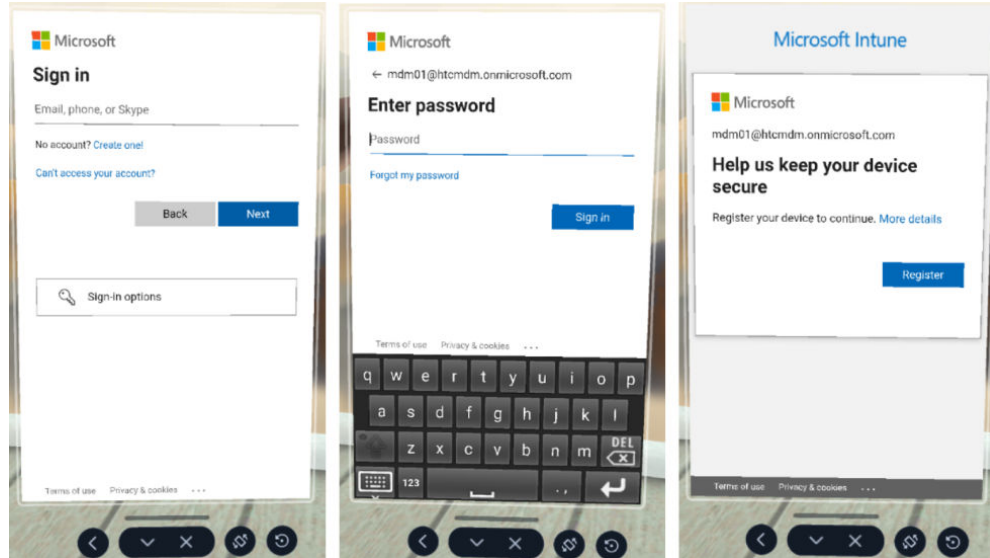 Microsoft
Sign in
Email, phone, or Skype
No account? Create one!
Can't access your account?
Back
Next
Sign-in options
Terms of use Privacy & cookies ...
Microsoft
← mdm01@htcmdm.onmicrosoft.com
Enter password
Password
Forgot my password
Sign in
Terms of use Privacy & cookies ...
q w e r t y u i o p
a s d f g h j k l
z x c v b n m DEL
123 . ,
Microsoft Intune
Microsoft
mdm01@htcmdm.onmicrosoft.com
Help us keep your device
secure
Register your device to continue. More details
Register
Terms of use Privacy & cookies ...